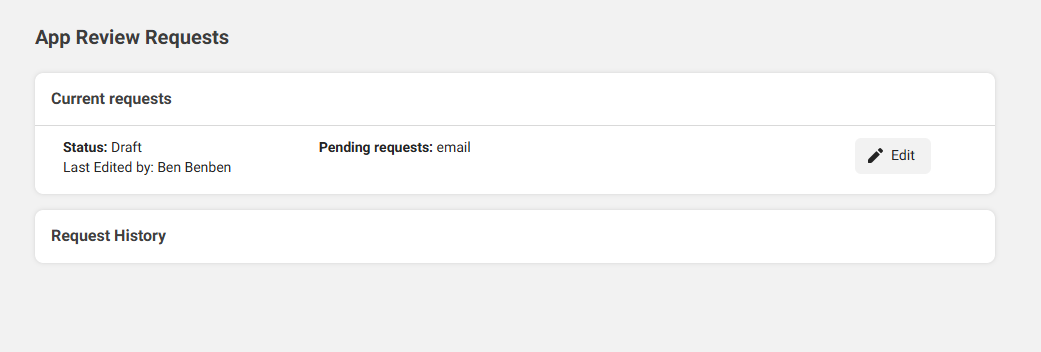 App Review Requests
Current requests
Status: Draft
Last Edited by: Ben Benben
Pending requests: email
Edit
Request History